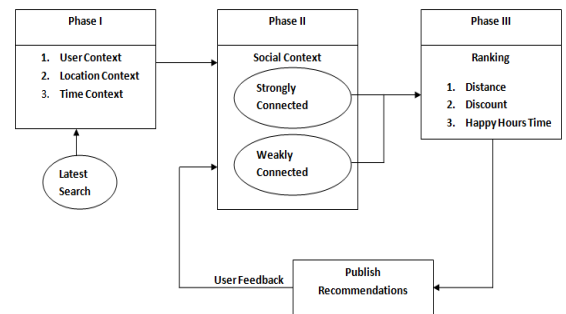 Phase I
1. User Context
2. Location Context
3. Time Context
Latest
Search
Phase II
Social Context
Strongly
Connected
Weakly
Connected
Phase III
Ranking
1. Distance
2. Discount
3. Happy Hours Time
User Feedback
Publish
Recommendations